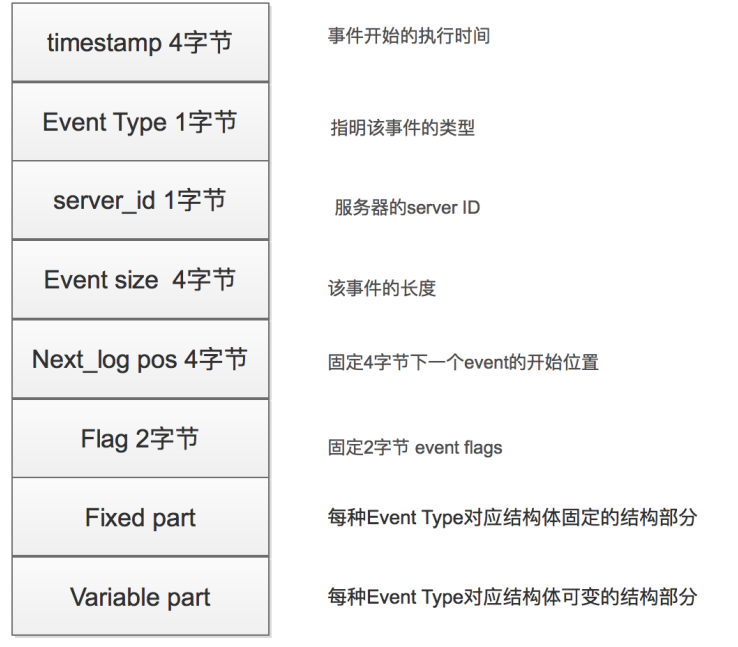 timestamp 4字节 事件开始的执行时间
Event Type 1字节 指明该事件的类型
server_id 1字节 服务器的server ID
Event size 4字节 该事件的长度
Next_log pos 4字节 固定4字节下一个event的开始位置
Flag 2字节 固定2字节 event flags
Fixed part 每种Event Type对应结构体固定的结构部分
Variable part 每种Event Type对应结构体可变的结构部分